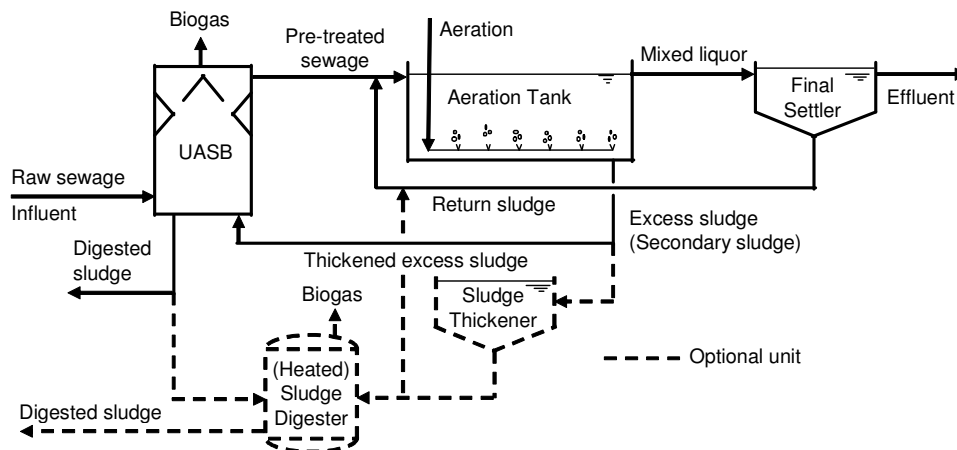 Biogas
Pre-treated
sewage
Aeration
Mixed liquor
Aeration Tank
Final
Settler
Effluent
UASB
Raw sewage
Influent
Return sludge
Excess sludge
(Secondary sludge)
Digested
sludge
Thickened excess sludge
Biogas
Sludge
Thickener
Optional unit
(Heated)
Sludge
Digester
Digested sludge